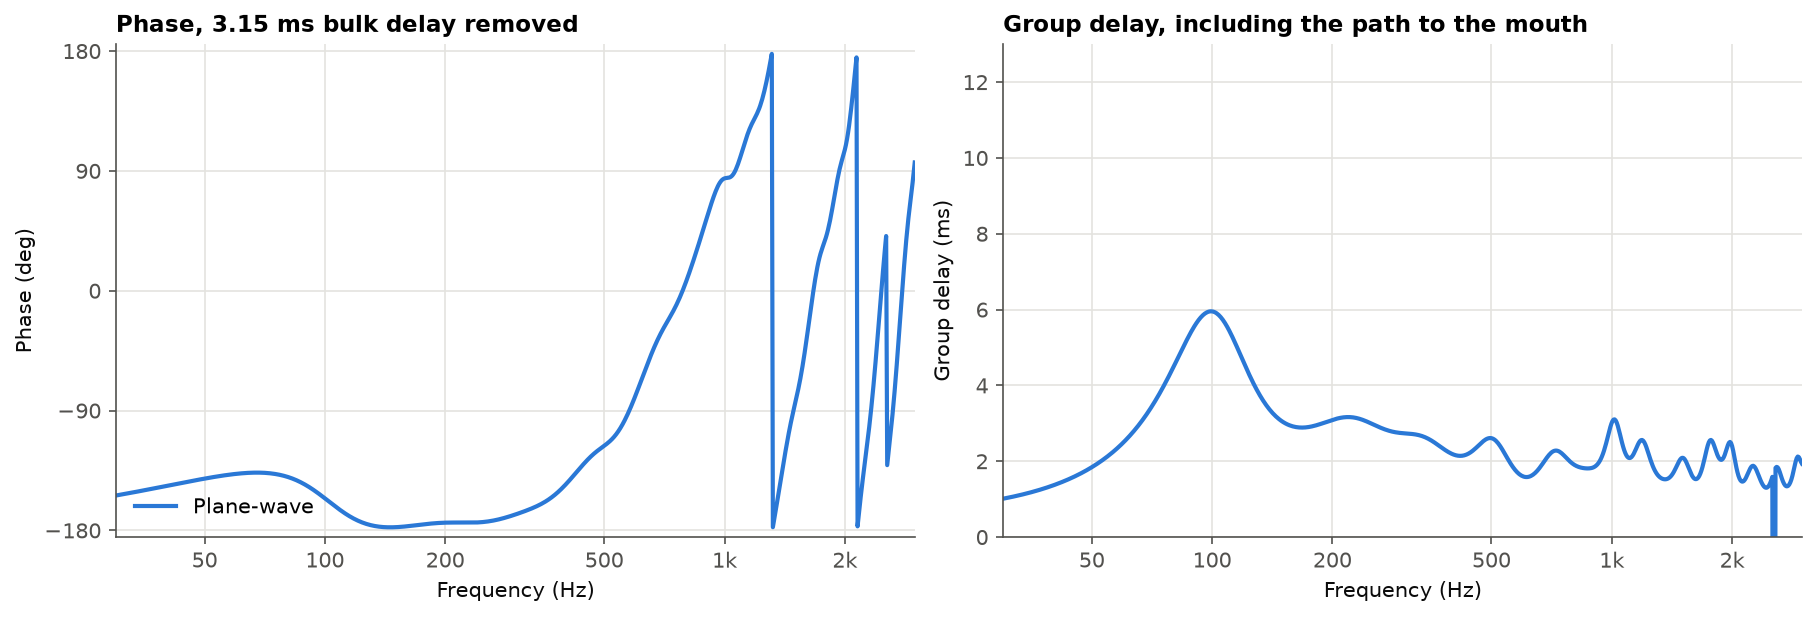 Phase, 3.15 ms bulk delay removed
180
90
0
−90
−180
Phase (deg)
Plane-wave
50 100 200 500 1k 2k
Frequency (Hz)
Group delay, including the path to the mouth
12
10
8
6
4
2
0
Group delay (ms)
50 100 200 500 1k 2k
Frequency (Hz)